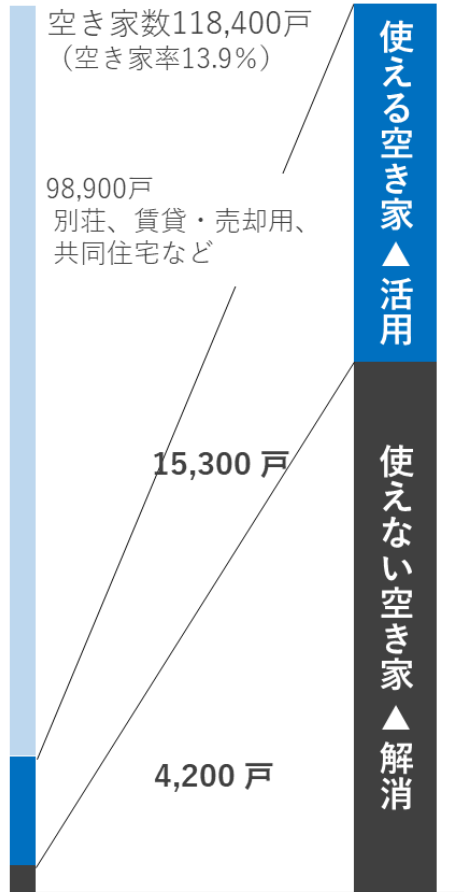 空き家数118,400戸
（空き家率13.9%）
98,900戸
別荘、賃貸・売却用、
共同住宅など
15,300 戸
4,200 戸
使える空き家▲活用
使えない空き家▲解消